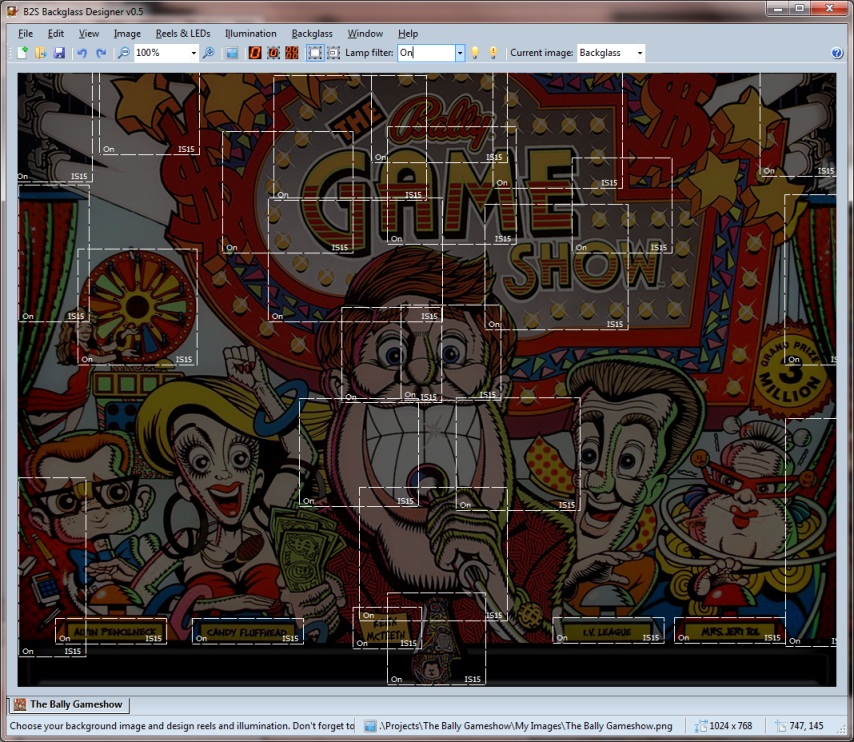 B2S Backglass Designer v0.5
File Edit View Image Reels & LEDs Illumination Backglass Window Help
100% Lamp filter: On Current image: Backglass
THE Bally
GAME
SHOW
GRAND PRIZE
MILLION
On IS15
On IS15
On IS15
On IS15
On IS15
On IS15
On IS15
On IS15
On IS15
On IS15
On IS15
On IS15
On IS15
On IS15
On
On IS15
On IS15
On IS15
On IS15
On IS15
ADAM PENCILNECK
CANDY FLUFFHEAD
MCTEETH
I.V. LEAGUE
MRS. JERI TOL
On IS15
On IS15
On IS15
On IS15
On IS15
On IS15
On IS15
On
The Bally Gameshow
Choose your background image and design reels and illumination. Don't forget to .\Projects\The Bally Gameshow\My Images\The Bally Gameshow.png 1024 x 768 747, 145